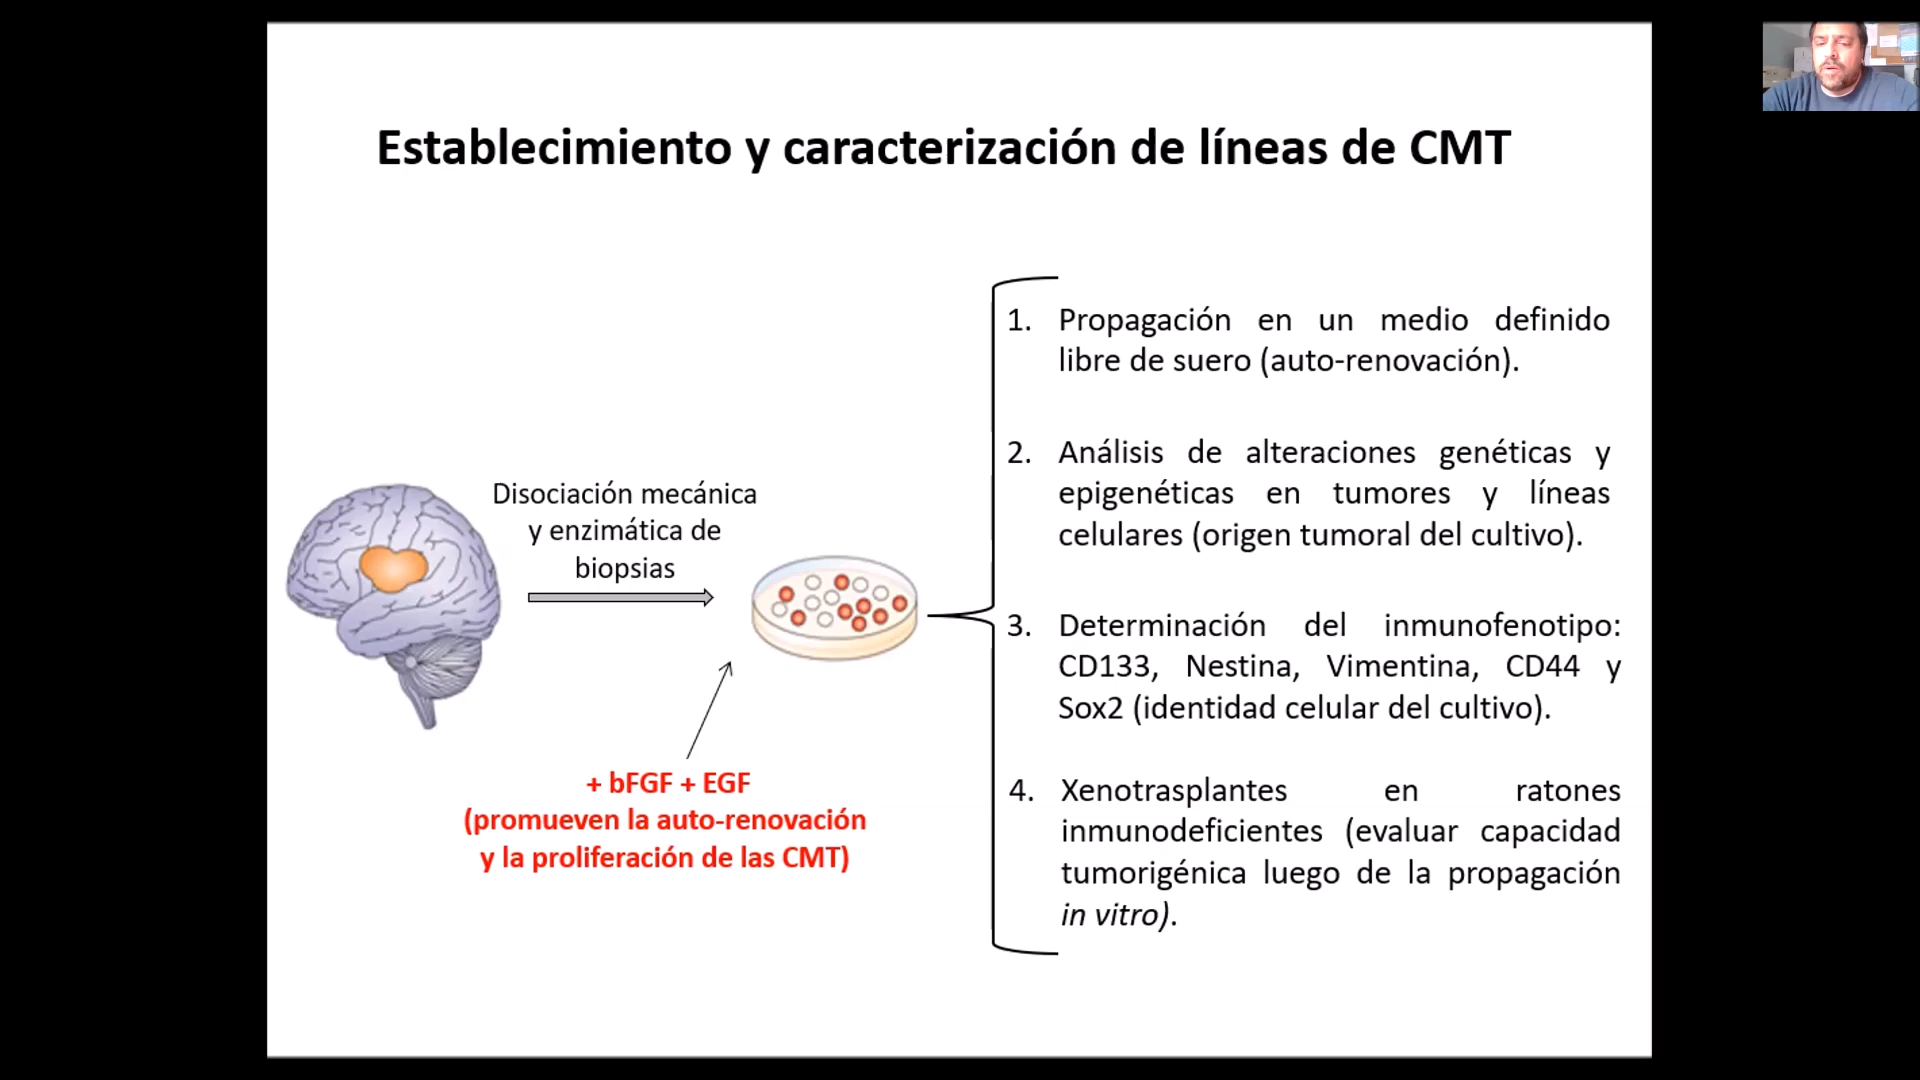 Establecimiento y caracterización de líneas de CMT
Disociación mecánica
y enzimática de
biopsias
+ bFGF + EGF
(promueven la auto-renovación
y la proliferación de las CMT)
1. Propagación en un medio definido
libre de suero (auto-renovación).
2. Análisis de alteraciones genéticas y
epigenéticas en tumores y líneas
celulares (origen tumoral del cultivo).
3. Determinación del inmunofenotipo:
CD133, Nestina, Vimentina, CD44 y
Sox2 (identidad celular del cultivo).
4. Xenotrasplantes en ratones
inmunodeficientes (evaluar capacidad
tumorigénica luego de la propagación
in vitro).